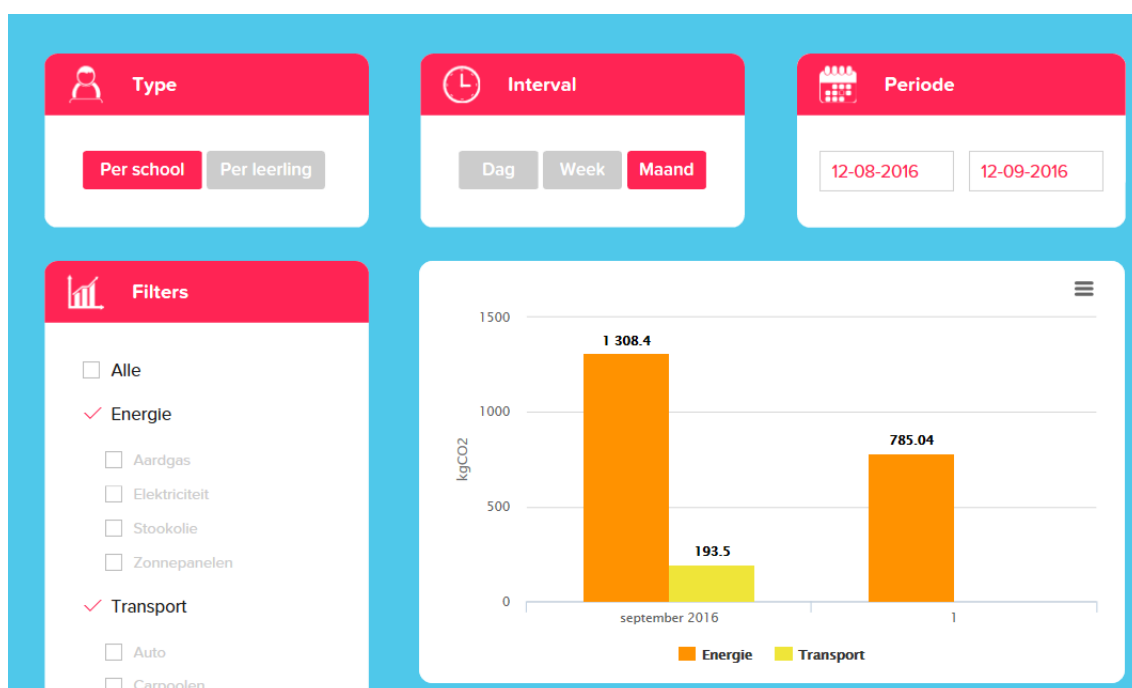 Type
Per school Per leerling
Interval
Dag Week Maand
Periode
12-08-2016 12-09-2016
Filters
Alle
Energie
Aardgas
Elektriciteit
Stookolie
Zonnepanelen
Transport
Auto
Carpoolen
kgCO2
1500
1000
500
0
1 308.4
193.5
785.04
september 2016 1
Energie Transport